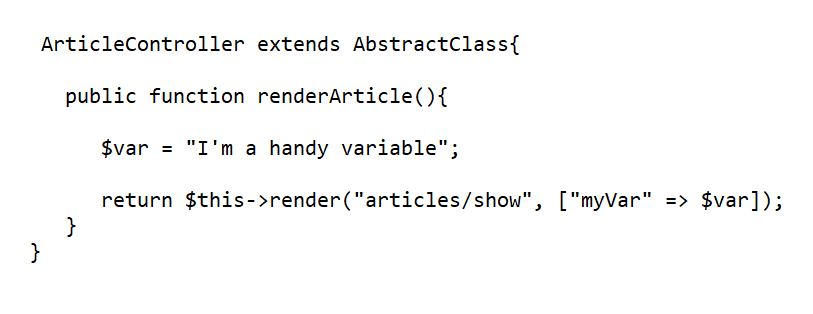 ArticleController extends AbstractClass{
public function renderArticle(){
$var = "I'm a handy variable";
return $this->render("articles/show", ["myVar" => $var]);
}
}